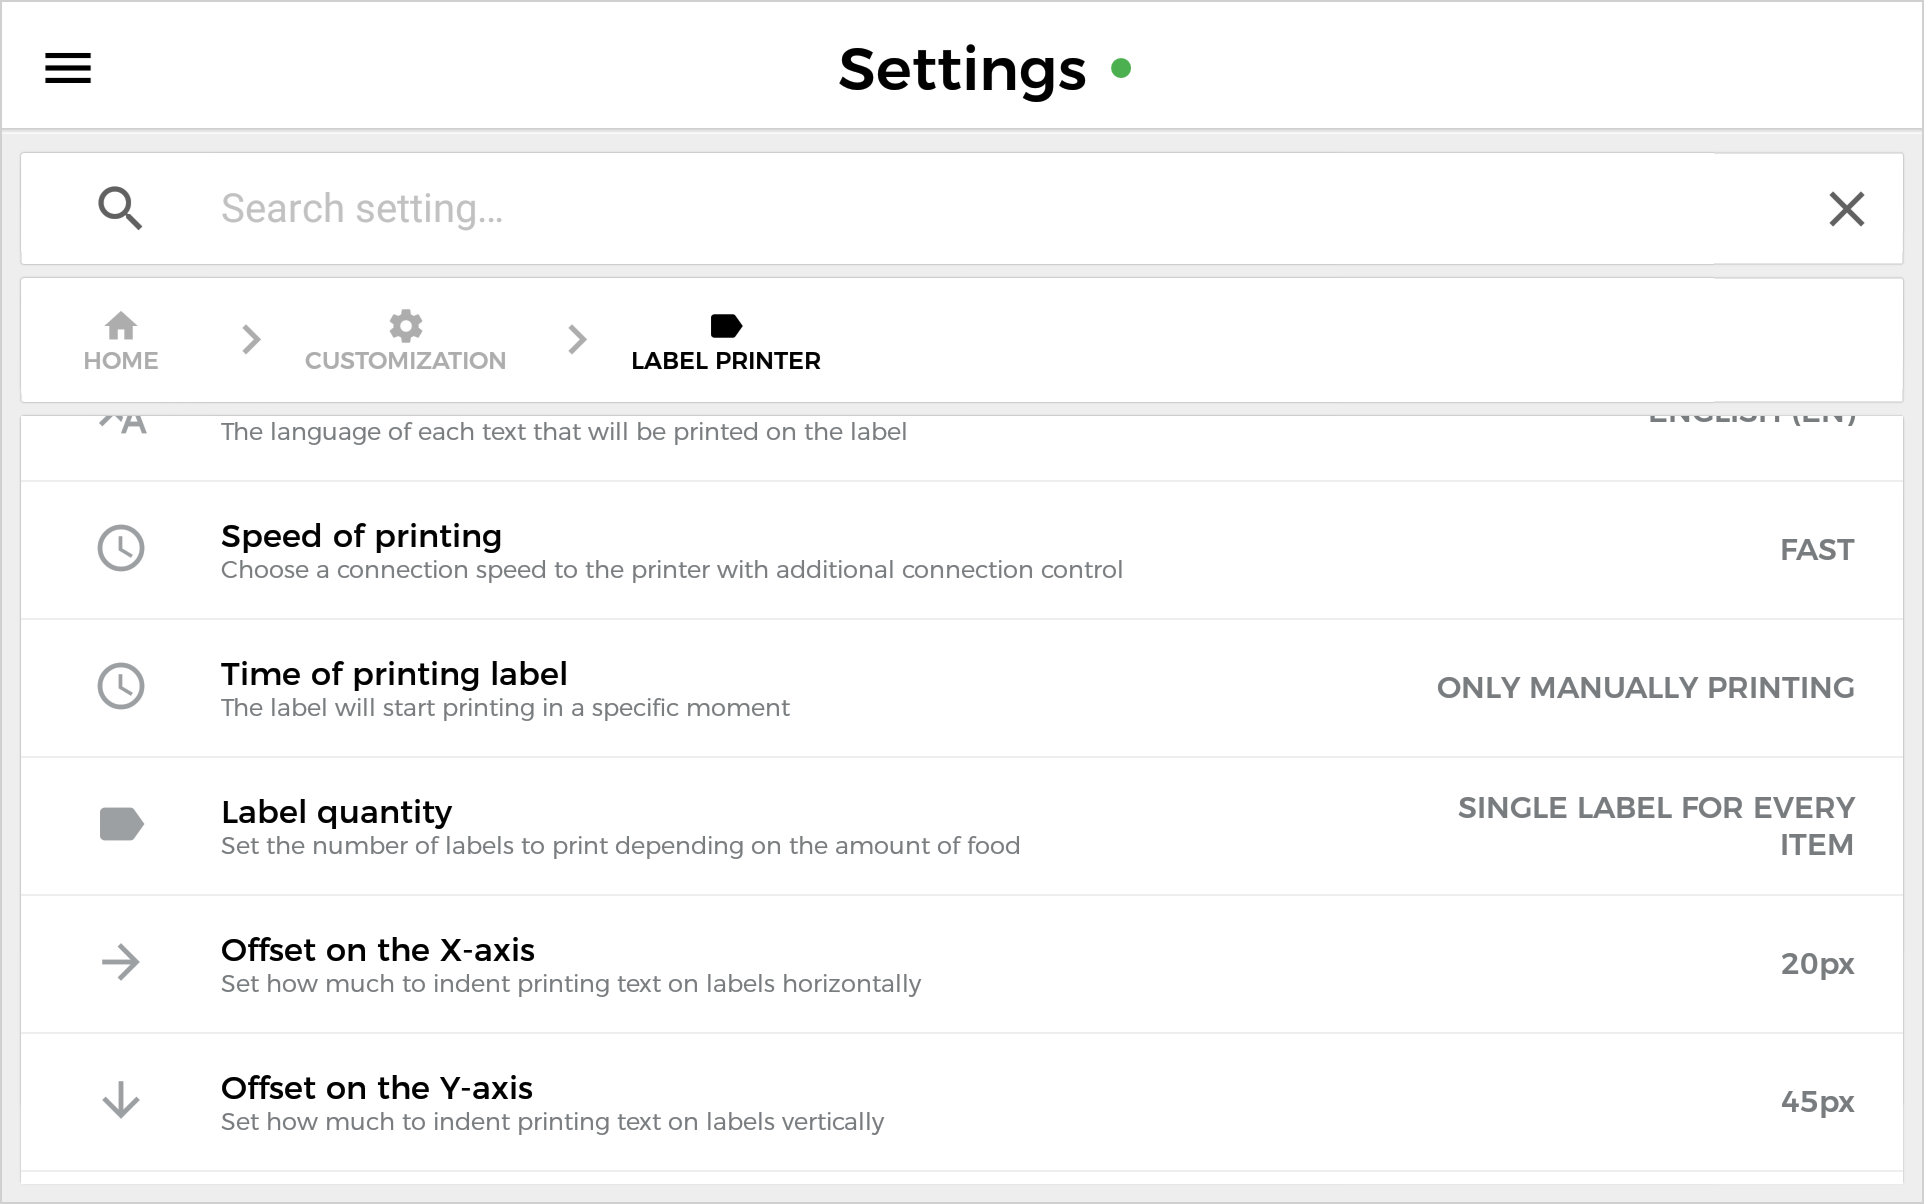 Settings
Search setting...
HOME
CUSTOMIZATION
LABEL PRINTER
ENGLISH (EN)
The language of each text that will be printed on the label
Speed of printing
Choose a connection speed to the printer with additional connection control
FAST
Time of printing label
The label will start printing in a specific moment
ONLY MANUALLY PRINTING
Label quantity
Set the number of labels to print depending on the amount of food
SINGLE LABEL FOR EVERY
ITEM
Offset on the X-axis
Set how much to indent printing text on labels horizontally
20px
Offset on the Y-axis
Set how much to indent printing text on labels vertically
45px